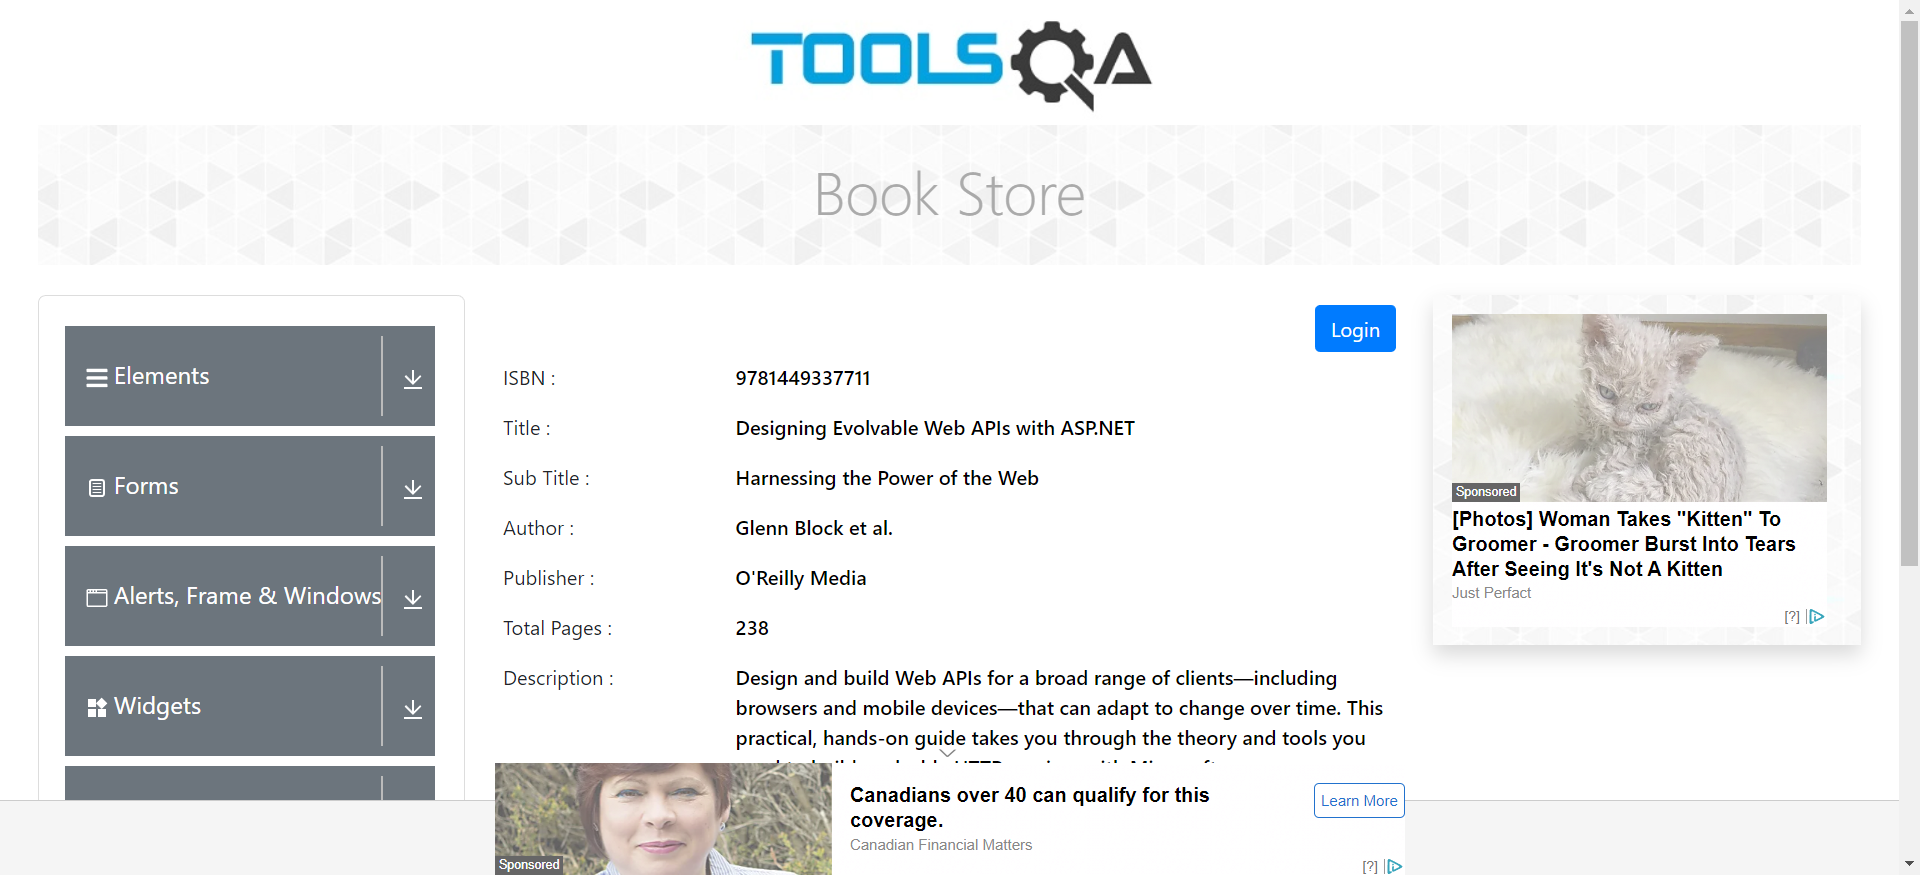 TOOLSQA
Book Store
Elements
Forms
Alerts, Frame & Windows
Widgets
Login
ISBN : 9781449337711
Title : Designing Evolvable Web APIs with ASP.NET
Sub Title : Harnessing the Power of the Web
Author : Glenn Block et al.
Publisher : O'Reilly Media
Total Pages : 238
Description : Design and build Web APIs for a broad range of clients—including
browsers and mobile devices—that can adapt to change over time. This
practical, hands-on guide takes you through the theory and tools you
Sponsored
[Photos] Woman Takes "Kitten" To
Groomer - Groomer Burst Into Tears
After Seeing It's Not A Kitten
Just Perfact
[?]
Sponsored
Canadians over 40 can qualify for this
coverage.
Canadian Financial Matters
Learn More
[?]